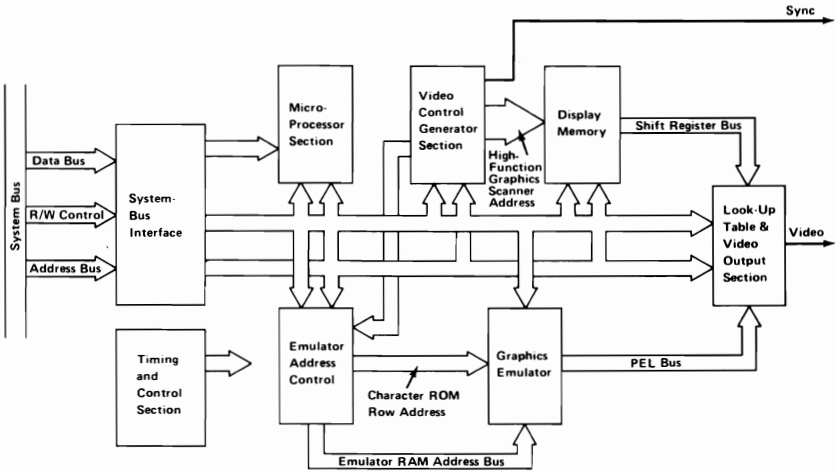 Sync
Micro-
Processor
Section
Video
Control
Generator
Section
Display
Memory
Shift Register Bus
High-
Function
Graphics
Scanner
Address
System Bus
Data Bus
R/W Control
Address Bus
System-
Bus
Interface
Look-Up
Table &
Video
Output
Section
Video
Timing
and
Control
Section
Emulator
Address
Control
Character ROM
Row Address
Graphics
Emulator
PEL Bus
Emulator RAM Address Bus